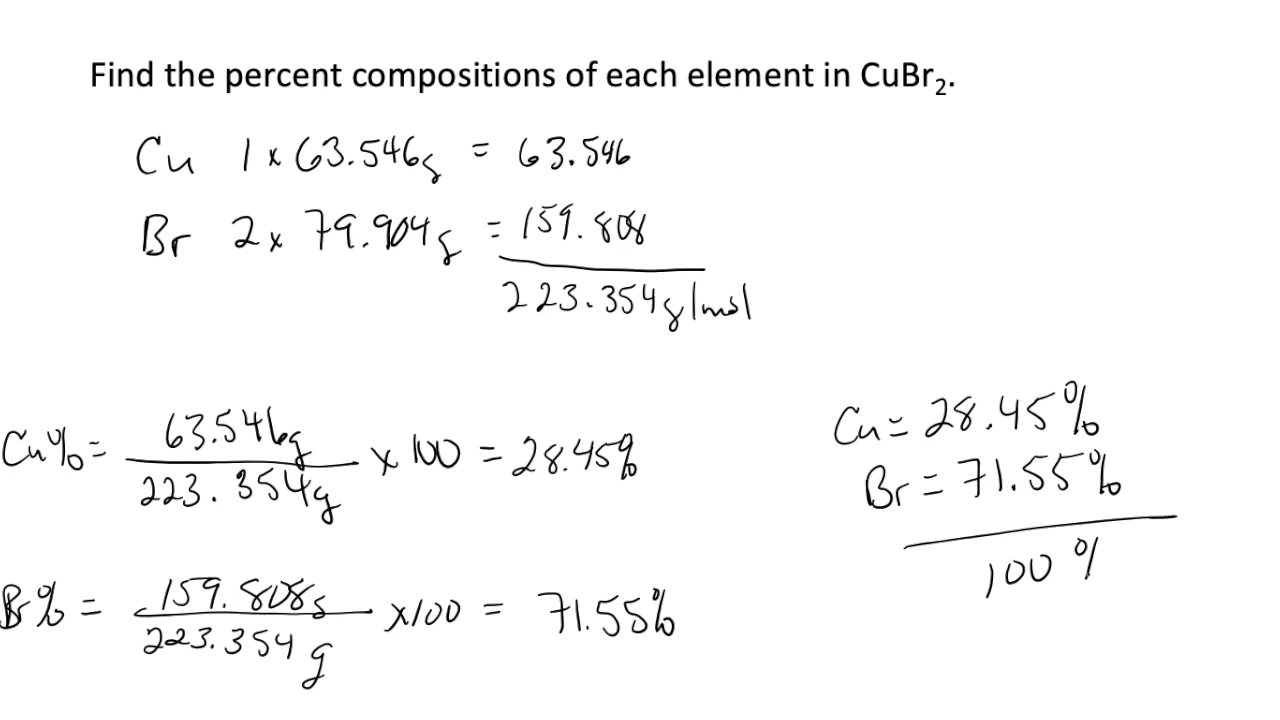 Find the percent compositions of each element in CuBr₂.
Cu 1 x 63.546g = 63.546
Br 2 x 79.904g = 159.808
223.354g/mol
Cu% = 63.546g / 223.354g x 100 = 28.45%
Cu = 28.45%
Br = 71.55%
100%
Br% = 159.808g / 223.354g x 100 = 71.55%